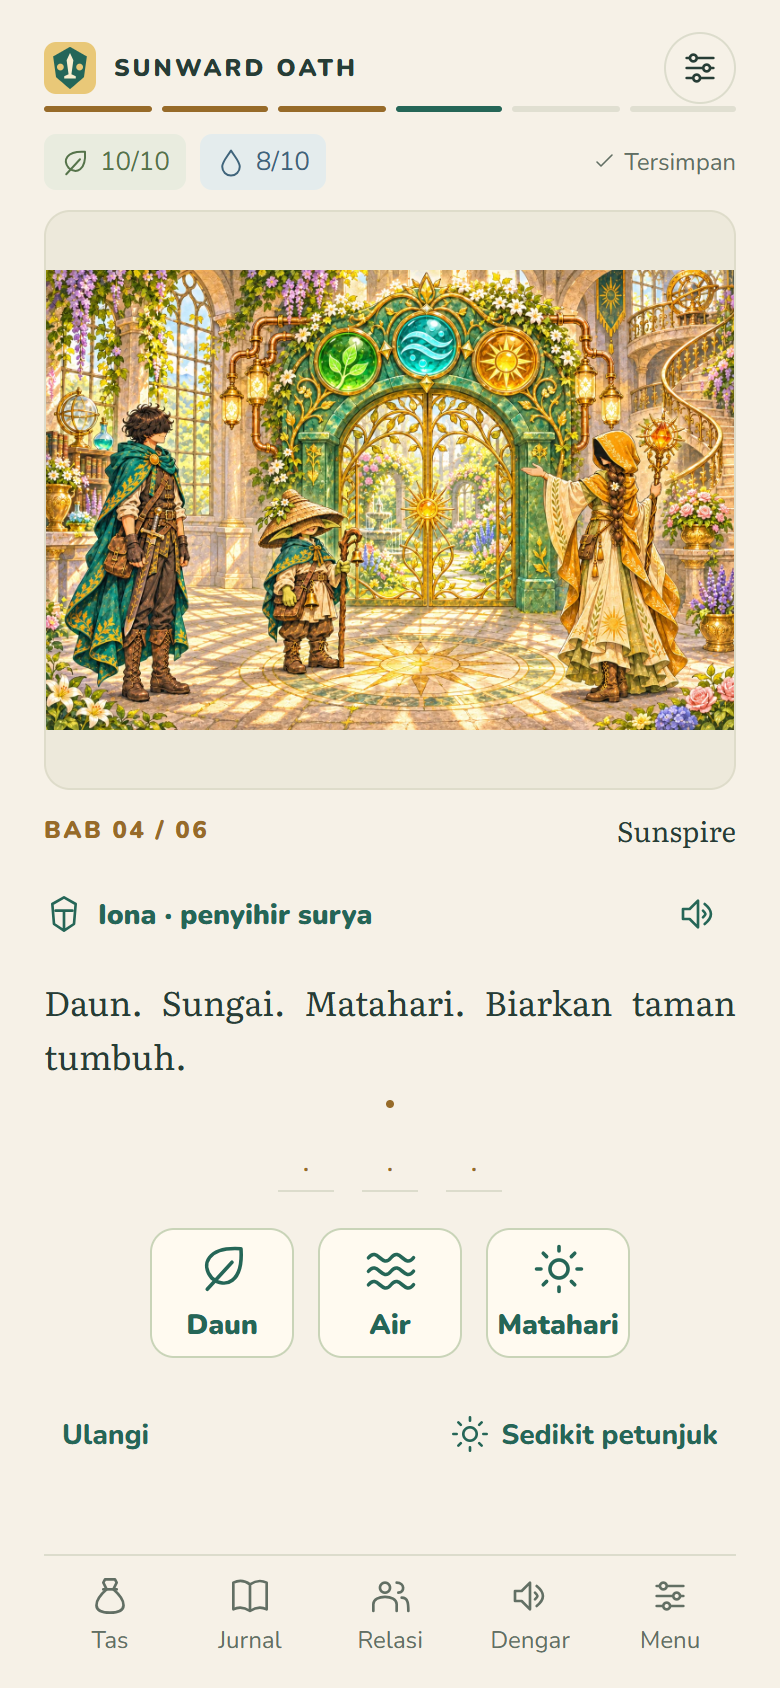 SUNWARD OATH
10/10
8/10
Tersimpan
BAB 04 / 06
Sunspire
Iona · penyihir surya
Daun. Sungai. Matahari. Biarkan taman
tumbuh.
Daun
Air
Matahari
Ulangi
Sedikit petunjuk
Tas
Jurnal
Relasi
Dengar
Menu